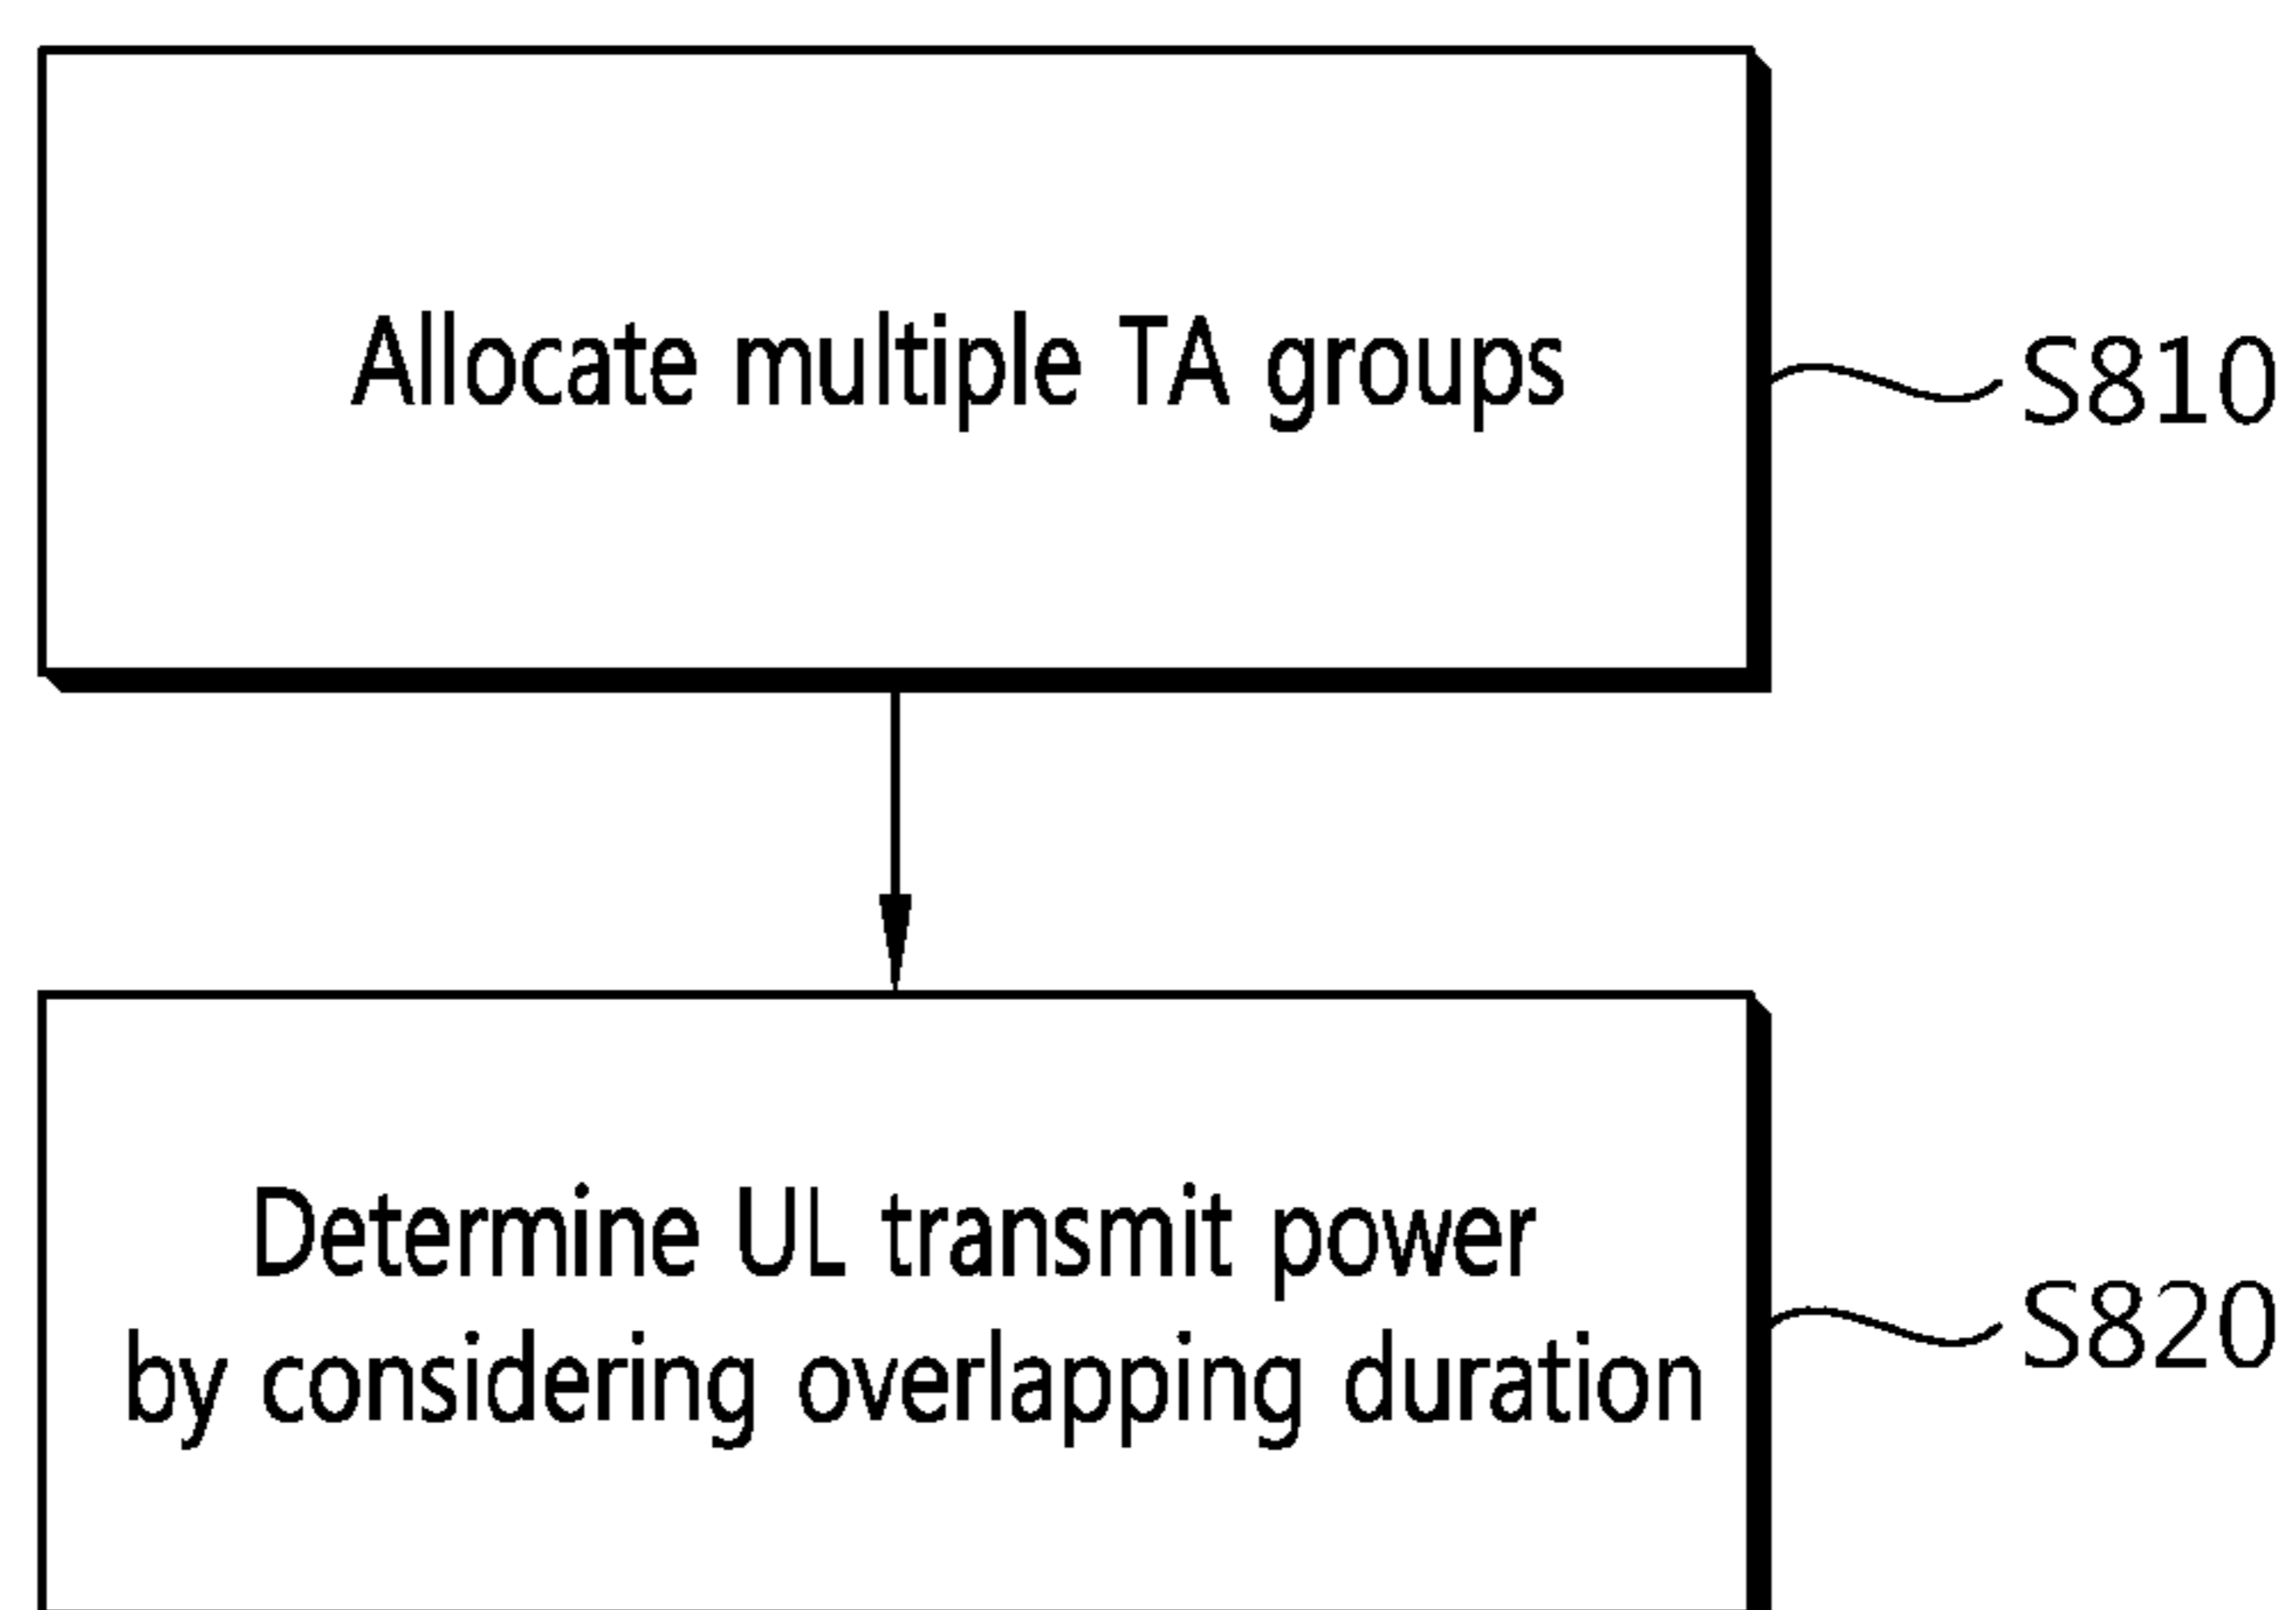 Allocate multiple TA groups
S810
Determine UL transmit power
by considering overlapping duration
S820